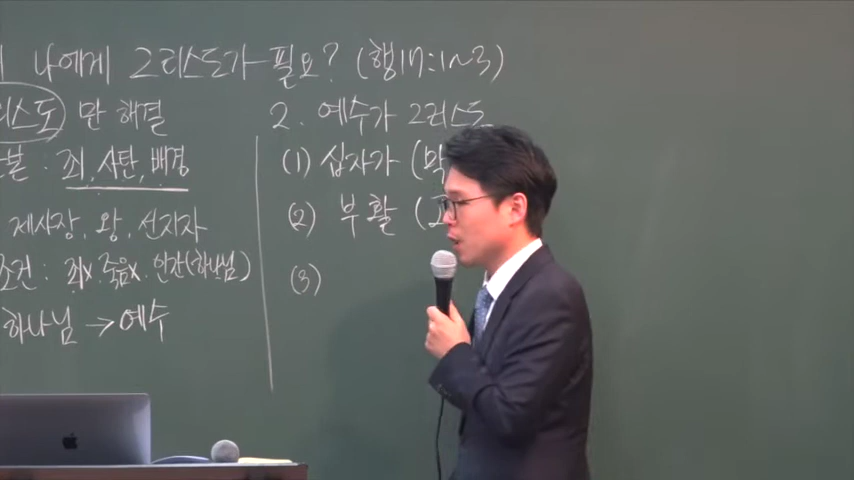 나에게 그리스도가 필요? (행17:1~3)
리스도 만 해결
본 : 죄, 사탄, 배경
제사장, 왕, 선지자
조건 : 죄x 죽음x 인간(하나님)
하나님 → 예수
2. 예수가 그리스도
(1) 십자가 (막
(2) 부활 (고
(3)